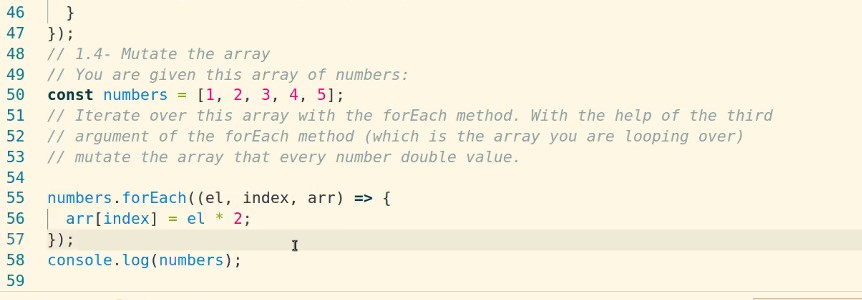 46 }
47 });
48 // 1.4- Mutate the array
49 // You are given this array of numbers:
50 const numbers = [1, 2, 3, 4, 5];
51 // Iterate over this array with the forEach method. With the help of the third
52 // argument of the forEach method (which is the array you are looping over)
53 // mutate the array that every number double value.
54
55 numbers.forEach((el, index, arr) => {
56 arr[index] = el * 2;
57 });
58 console.log(numbers);
59